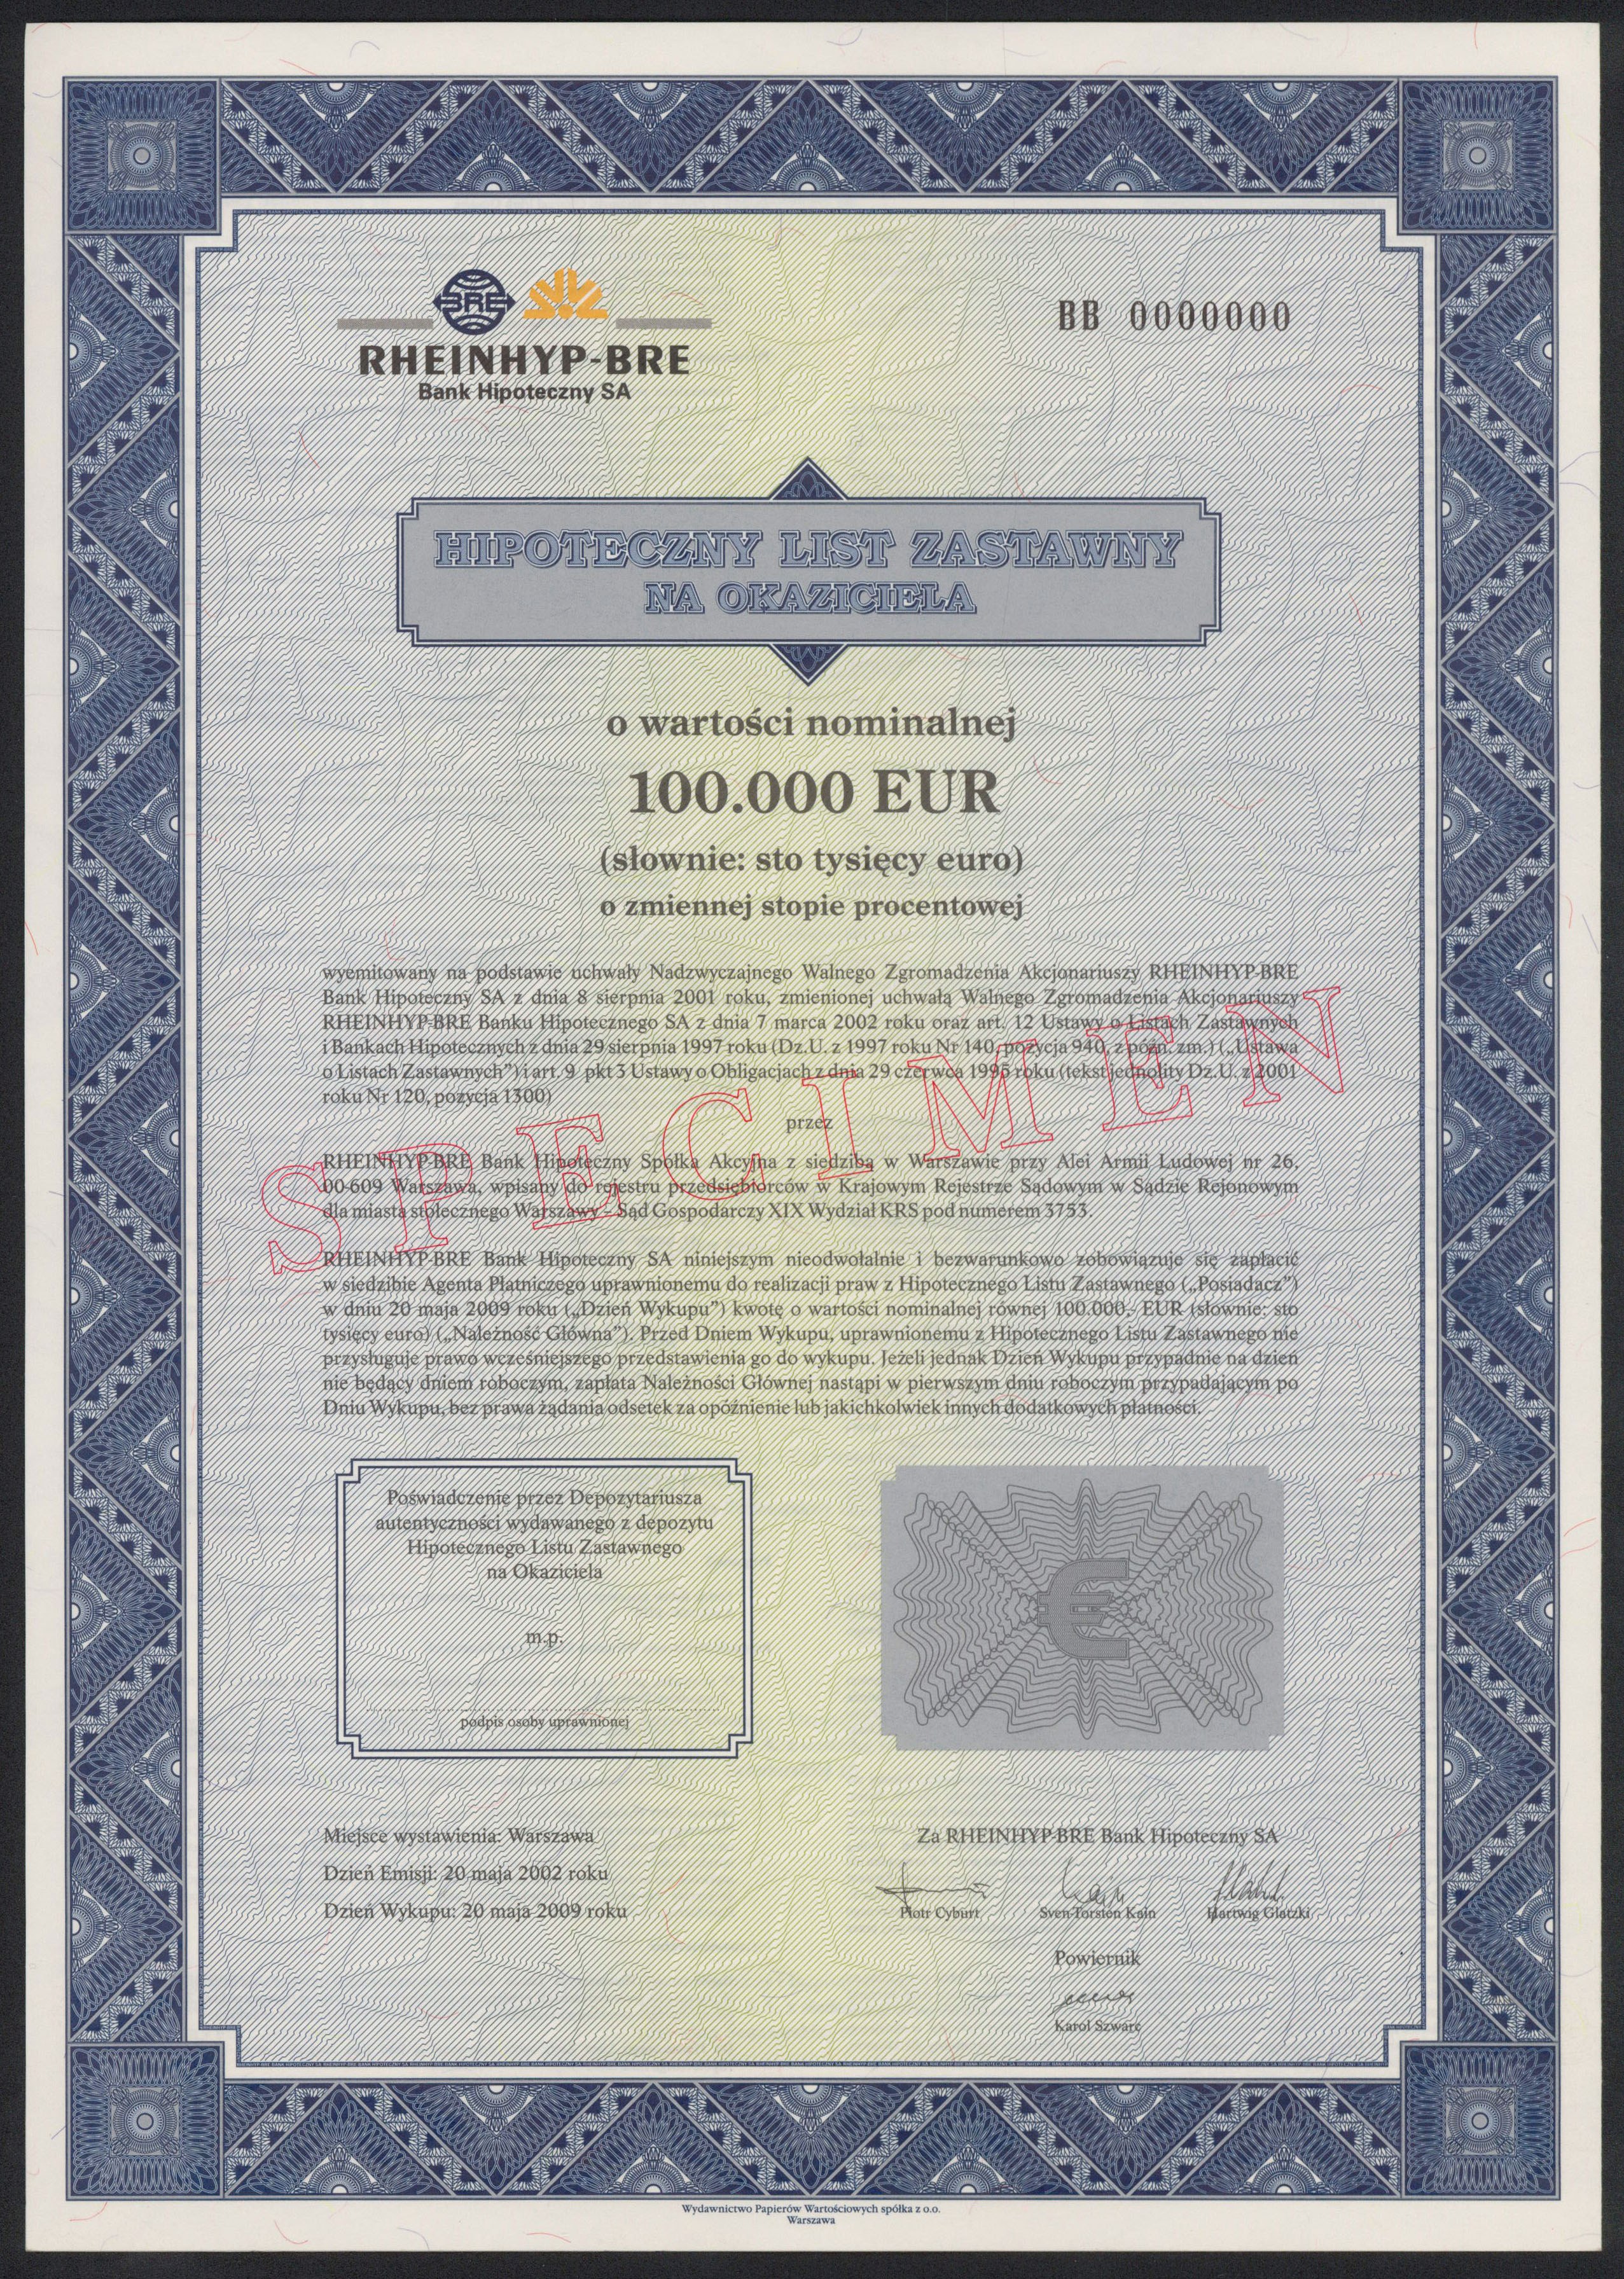 BRE
RHEINHYP-BRE
Bank Hipoteczny SA
BB 0000000
HIPOTECZNY LIST ZASTAWNY
NA OKAZICIELA
o wartości nominalnej
100.000 EUR
(słownie: sto tysięcy euro)
o zmiennej stopie procentowej
wyemitowany na podstawie uchwały Nadzwyczajnego Walnego Zgromadzenia Akcjonariuszy RHEINHYP-BRE
Bank Hipoteczny SA z dnia 8 sierpnia 2001 roku, zmienionej uchwałą Walnego Zgromadzenia Akcjonariuszy
RHEINHYP-BRE Banku Hipotecznego SA z dnia 7 marca 2002 roku oraz art. 12 Ustawy o Listach Zastawnych
i Bankach Hipotecznych z dnia 29 sierpnia 1997 roku (Dz.U. z 1997 roku Nr 140, pozycja 940, z późn. zm.) („Ustawa
o Listach Zastawnych”) i art. 9 pkt 3 Ustawy o Obligacjach z dnia 29 czerwca 1995 roku (tekst jednolity Dz.U. z 2001
roku Nr 120, pozycja 1300)
przez
SPECIMEN
RHEINHYP-BRE Bank Hipoteczny Spółka Akcyjna z siedzibą w Warszawie przy Alei Armii Ludowej nr 26,
00-609 Warszawa, wpisany do rejestru przedsiębiorców w Krajowym Rejestrze Sądowym w Sądzie Rejonowym
dla miasta stołecznego Warszawy – Sąd Gospodarczy XIX Wydział KRS pod numerem 3753.
RHEINHYP-BRE Bank Hipoteczny SA niniejszym nieodwołalnie i bezwarunkowo zobowiązuje się zapłacić
w siedzibie Agenta Płatniczego uprawnionemu do realizacji praw z Hipotecznego Listu Zastawnego („Posiadacz”)
w dniu 20 maja 2009 roku („Dzień Wykupu”) kwotę o wartości nominalnej równej 100.000,- EUR (słownie: sto
tysięcy euro) („Należność Główna”). Przed Dniem Wykupu, uprawnionemu z Hipotecznego Listu Zastawnego nie
przysługuje prawo wcześniejszego przedstawienia go do wykupu. Jeżeli jednak Dzień Wykupu przypadnie na dzień
nie będący dniem roboczym, zapłata Należności Głównej nastąpi w pierwszym dniu roboczym przypadającym po
Dniu Wykupu, bez prawa żądania odsetek za opóźnienie lub jakichkolwiek innych dodatkowych płatności.
Poświadczenie przez Depozytariusza
autentyczności wydawanego z depozytu
Hipotecznego Listu Zastawnego
na Okaziciela
m.p.
podpis osoby uprawnionej
€
Miejsce wystawienia: Warszawa
Dzień Emisji: 20 maja 2002 roku
Dzień Wykupu: 20 maja 2009 roku
Za RHEINHYP-BRE Bank Hipoteczny SA
Piotr Cyburt Sven-Torsten Kain Hartwig Glatzki
Powiernik
Karol Szwarc
Wydawnictwo Papierów Wartościowych spółka z o.o.
Warszawa